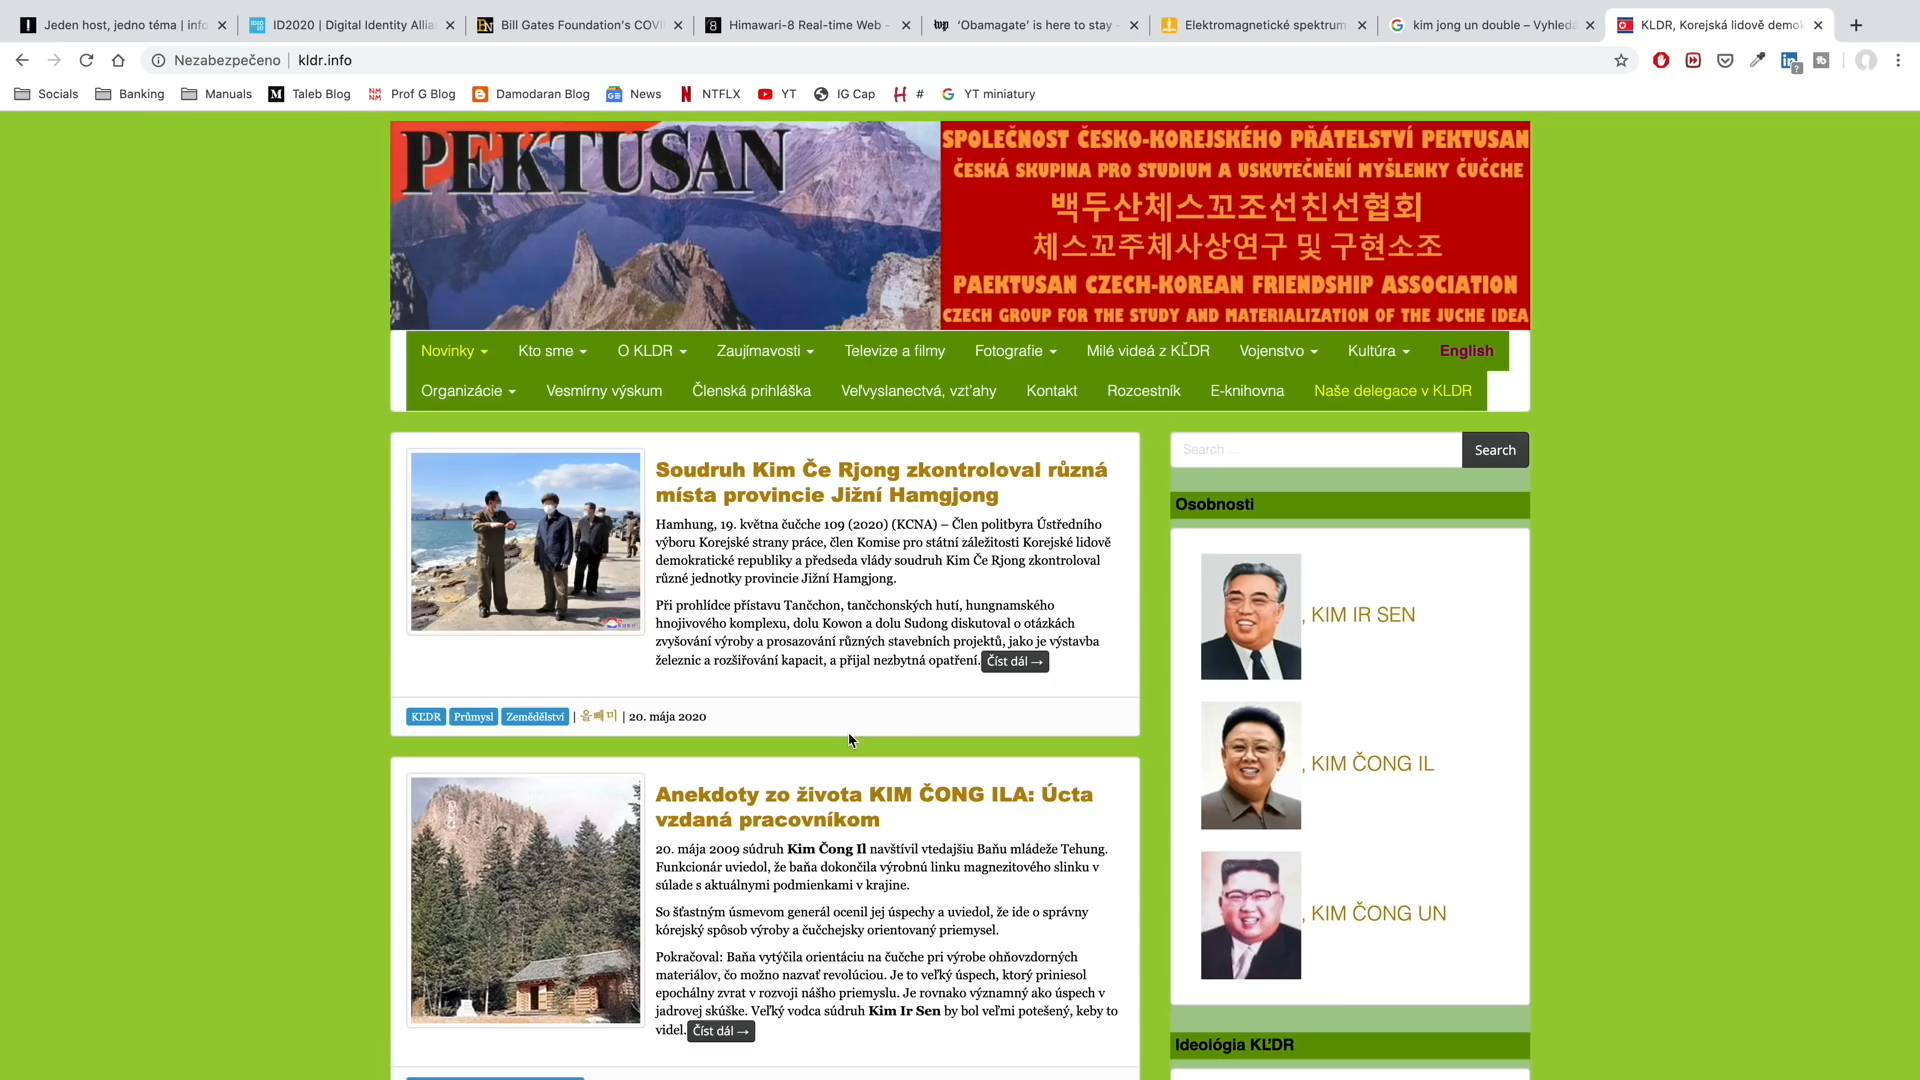 Jeden host, jedno téma | info
ID2020 | Digital Identity Allia
Bill Gates Foundation's COVI
Himawari-8 Real-time Web -
'Obamagate' is here to stay -
Elektromagnetické spektrum
kim jong un double – Vyhledá
KLDR, Korejská lidově demo
Nezabezpečeno | kldr.info
Socials Banking Manuals Taleb Blog Prof G Blog Damodaran Blog News NTFLX YT IG Cap # YT miniatury
PEKTUSAN
SPOLEČNOST ČESKO-KOREJSKÉHO PŘÁTELSTVÍ PEKTUSAN
ČESKÁ SKUPINA PRO STUDIUM A USKUTEČNĚNÍ MYŠLENKY ČUČCHE
백두산체스꼬조선친선협회
체스꼬주체사상연구 및 구현소조
PAEKTUSAN CZECH-KOREAN FRIENDSHIP ASSOCIATION
CZECH GROUP FOR THE STUDY AND MATERIALIZATION OF THE JUCHE IDEA
Novinky Kto sme O KLDR Zaujímavosti Televize a filmy Fotografie Milé videá z KĽDR Vojenstvo Kultúra English
Organizácie Vesmírny výskum Členská prihláška Veľvyslanectvá, vzťahy Kontakt Rozcestník E-knihovna Naše delegace v KLDR
Soudruh Kim Če Rjong zkontroloval různá
místa provincie Jižní Hamgjong
Hamhung, 19. května čučche 109 (2020) (KCNA) – Člen politbyra Ústředního
výboru Korejské strany práce, člen Komise pro státní záležitosti Korejské lidově
demokratické republiky a předseda vlády soudruh Kim Če Rjong zkontroloval
různé jednotky provincie Jižní Hamgjong.
Při prohlídce přístavu Tančchon, tančchonských hutí, hungnamského
hnojivového komplexu, dolu Kowon a dolu Sudong diskutoval o otázkách
zvyšování výroby a prosazování různých stavebních projektů, jako je výstavba
železnic a rozšiřování kapacit, a přijal nezbytná opatření. Číst dál →
KĽDR Průmysl Zemědělství | 올빼미 | 20. mája 2020
Anekdoty zo života KIM ČONG ILA: Úcta
vzdaná pracovníkom
20. mája 2009 súdruh Kim Čong Il navštívil vtedajšiu Baňu mládeže Tehung.
Funkcionár uviedol, že baňa dokončila výrobnú linku magnezitového slinku v
súlade s aktuálnymi podmienkami v krajine.
So šťastným úsmevom generál ocenil jej úspechy a uviedol, že ide o správny
kórejský spôsob výroby a čučchejsky orientovaný priemysel.
Pokračoval: Baňa vytýčila orientáciu na čučche pri výrobe ohňovzdorných
materiálov, čo možno nazvať revolúciou. Je to veľký úspech, ktorý priniesol
epochálny zvrat v rozvoji nášho priemyslu. Je rovnako významný ako úspech v
jadrovej skúške. Veľký vodca súdruh Kim Ir Sen by bol veľmi potešený, keby to
videl. Číst dál →
Search ...
Search
Osobnosti
, KIM IR SEN
, KIM ČONG IL
, KIM ČONG UN
Ideológia KĽDR